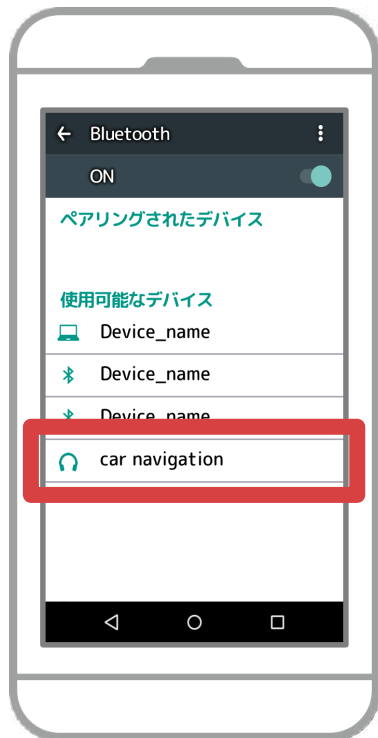 Bluetooth
ON
ペアリングされたデバイス
使用可能なデバイス
Device_name
Device_name
Device_name
car navigation